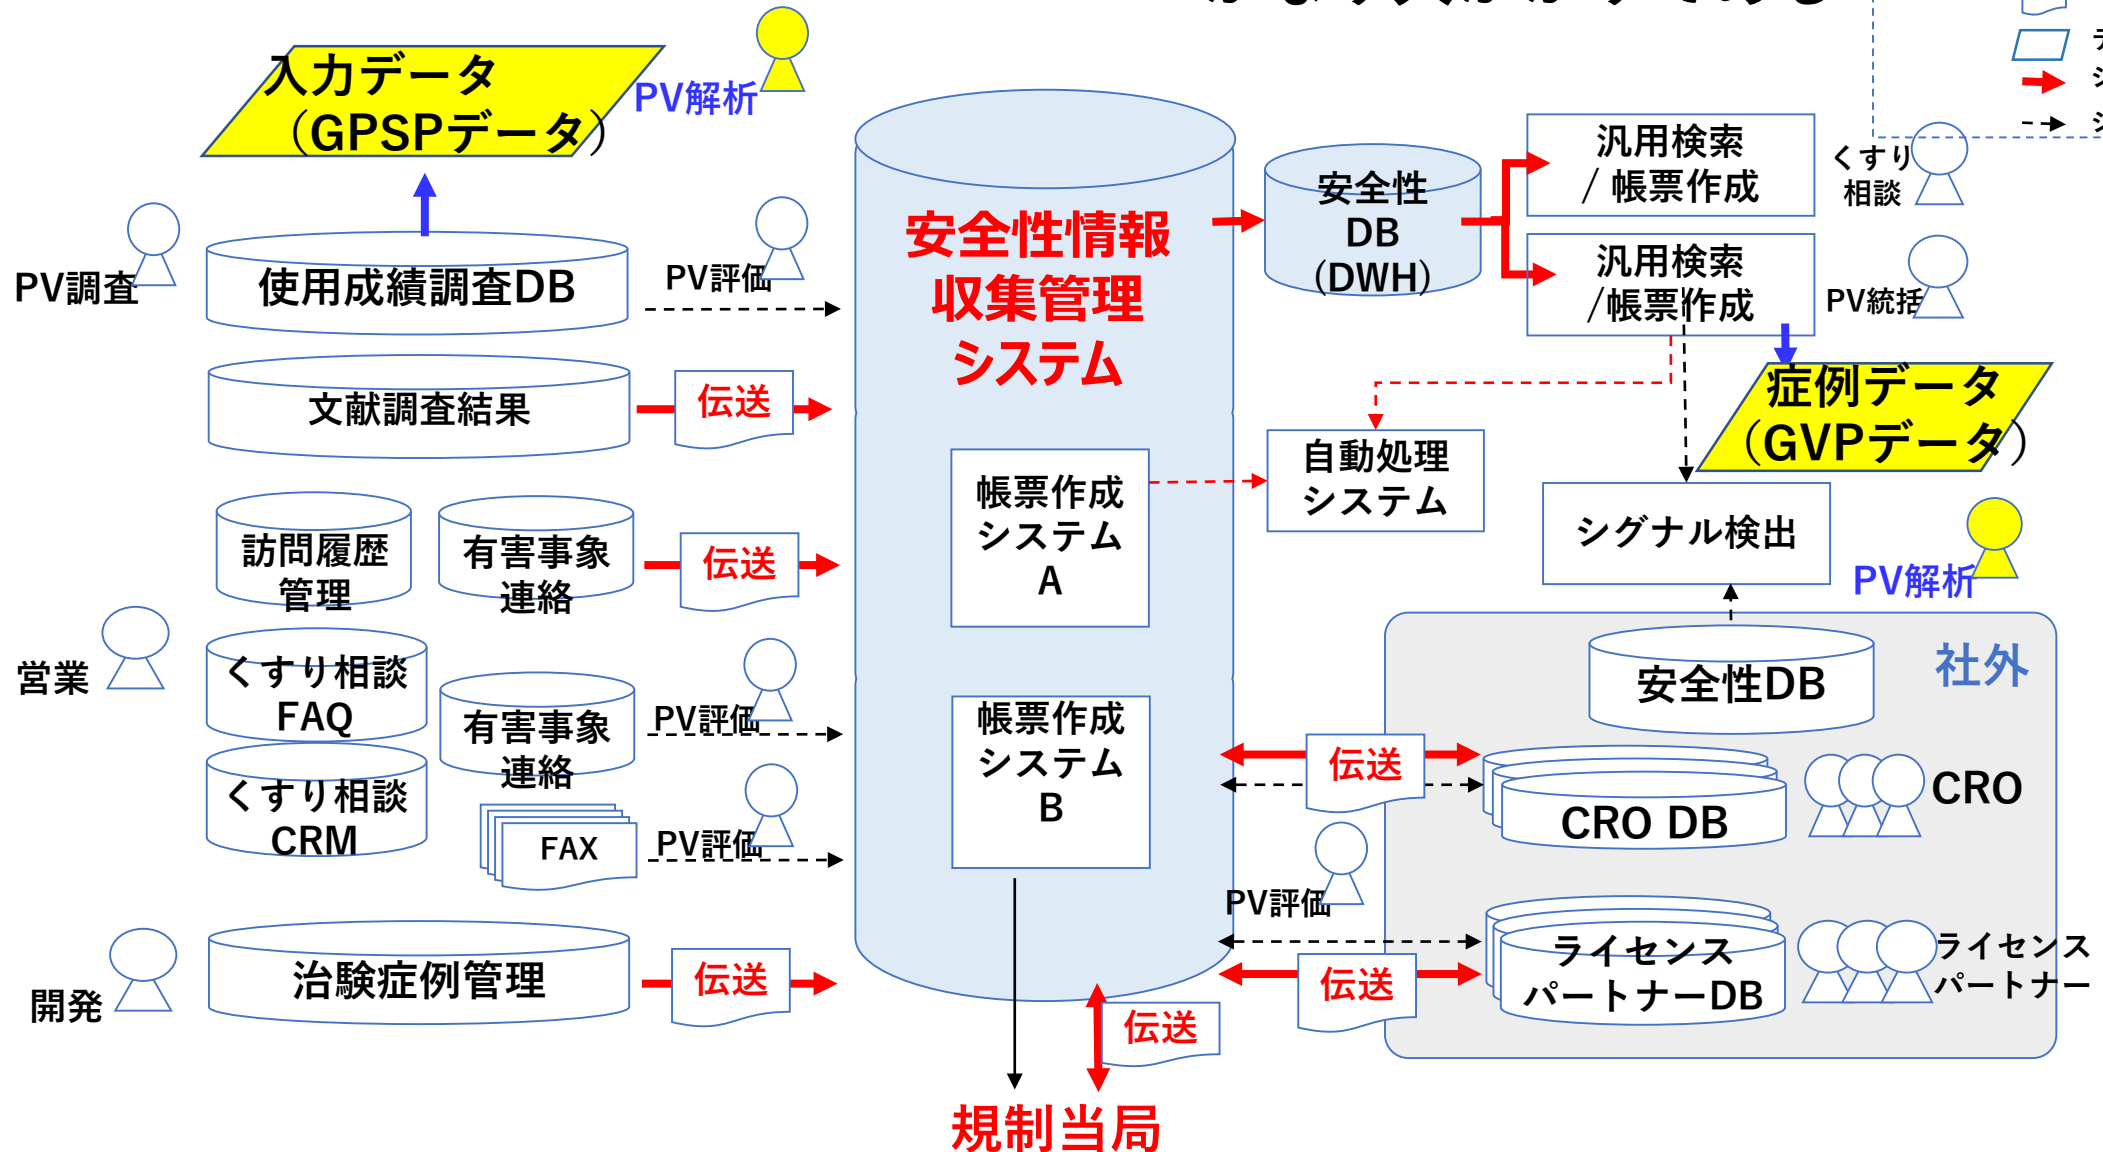 入力データ
（GPSPデータ）
PV解析
PV調査
使用成績調査DB
PV評価
文献調査結果
伝送
訪問履歴
管理
有害事象
連絡
伝送
営業
くすり相談
FAQ
有害事象
連絡
PV評価
くすり相談
CRM
FAX
PV評価
開発
治験症例管理
伝送
安全性情報
収集管理
システム
帳票作成
システム
A
帳票作成
システム
B
伝送
規制当局
安全性
DB
（DWH）
汎用検索
/ 帳票作成
くすり
相談
汎用検索
/帳票作成
PV統括
症例データ
（GVPデータ）
自動処理
システム
シグナル検出
PV解析
社外
安全性DB
伝送
CRO DB
CRO
PV評価
伝送
ライセンス
パートナーDB
ライセンス
パートナー